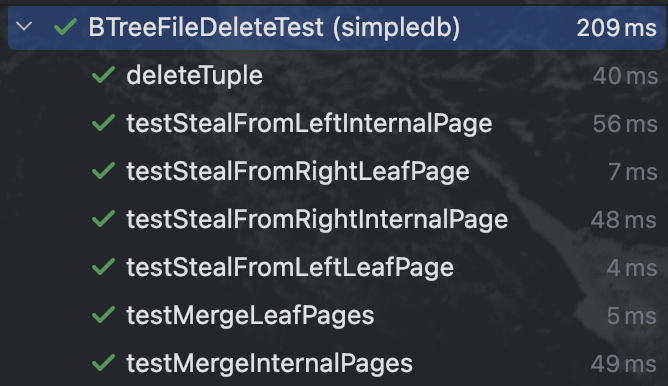 BTreeFileDeleteTest (simpledb) 209 ms
deleteTuple 40 ms
testStealFromLeftInternalPage 56 ms
testStealFromRightLeafPage 7 ms
testStealFromRightInternalPage 48 ms
testStealFromLeftLeafPage 4 ms
testMergeLeafPages 5 ms
testMergeInternalPages 49 ms